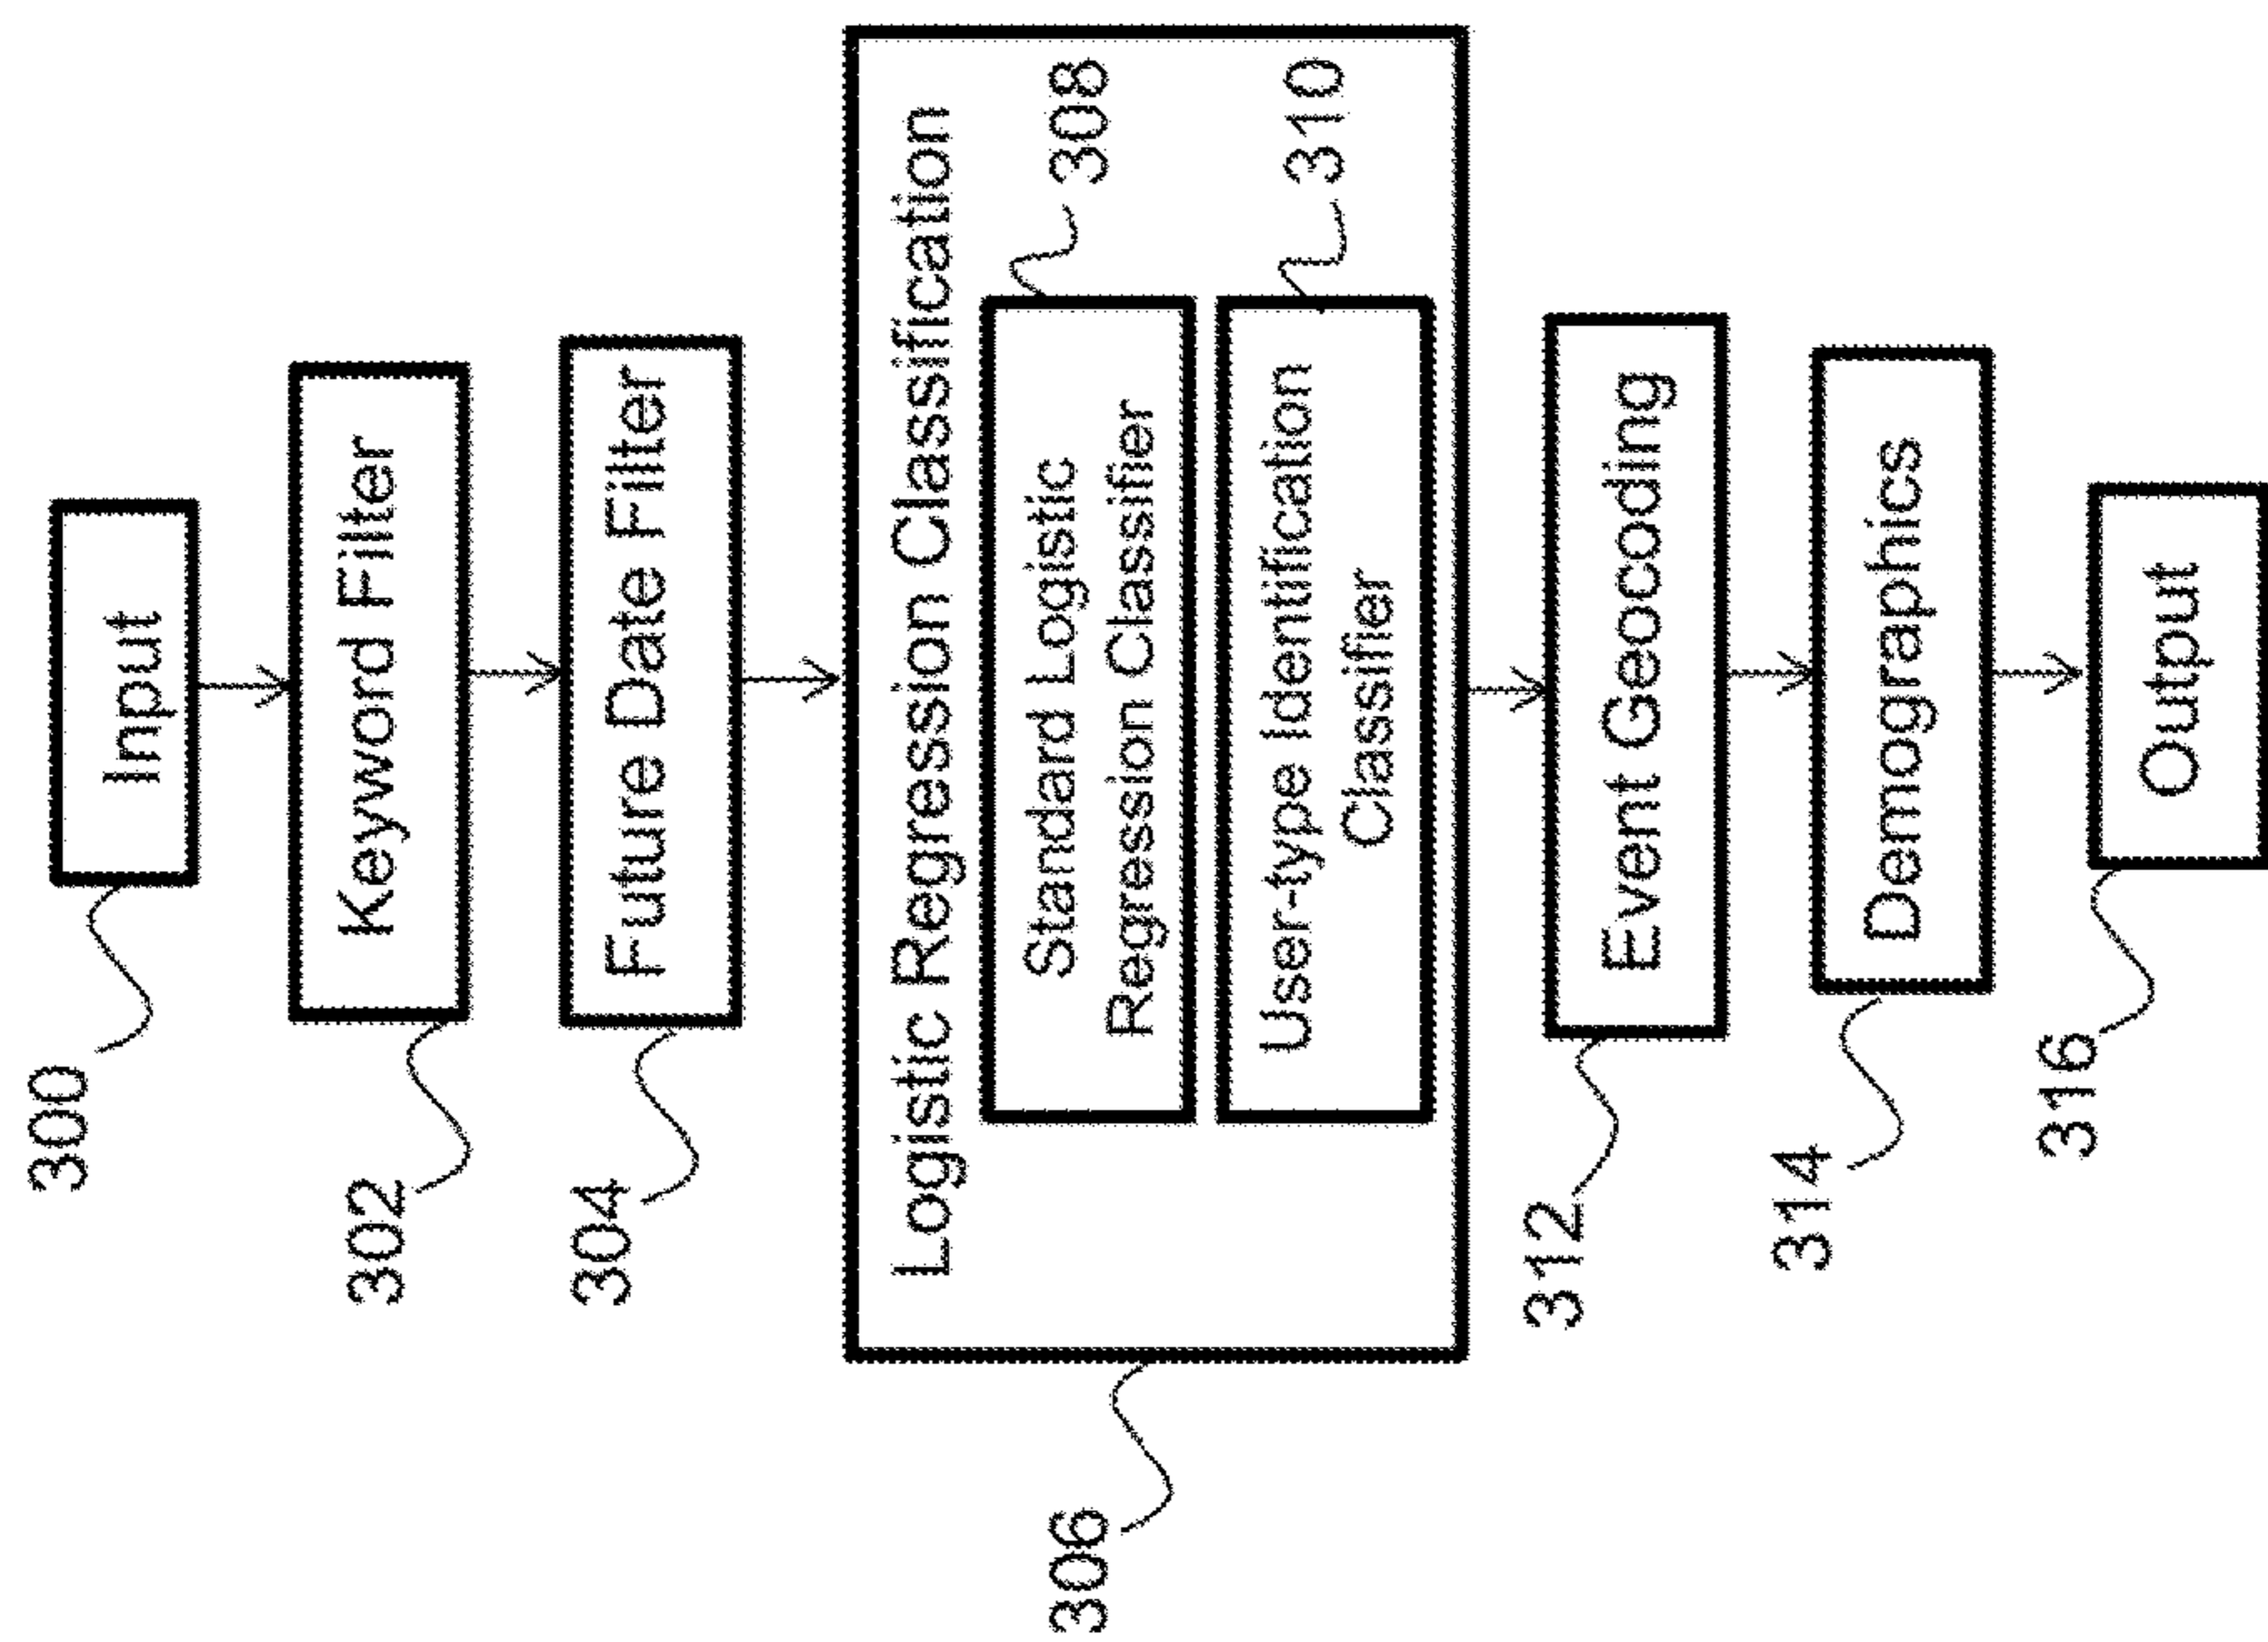 300
Input
302
Keyword Filter
304
Future Date Filter
306
Logistic Regression Classification
Standard Logistic
Regression Classifier
308
User-type Identification
Classifier
310
312
Event Geocoding
314
Demographics
316
Output